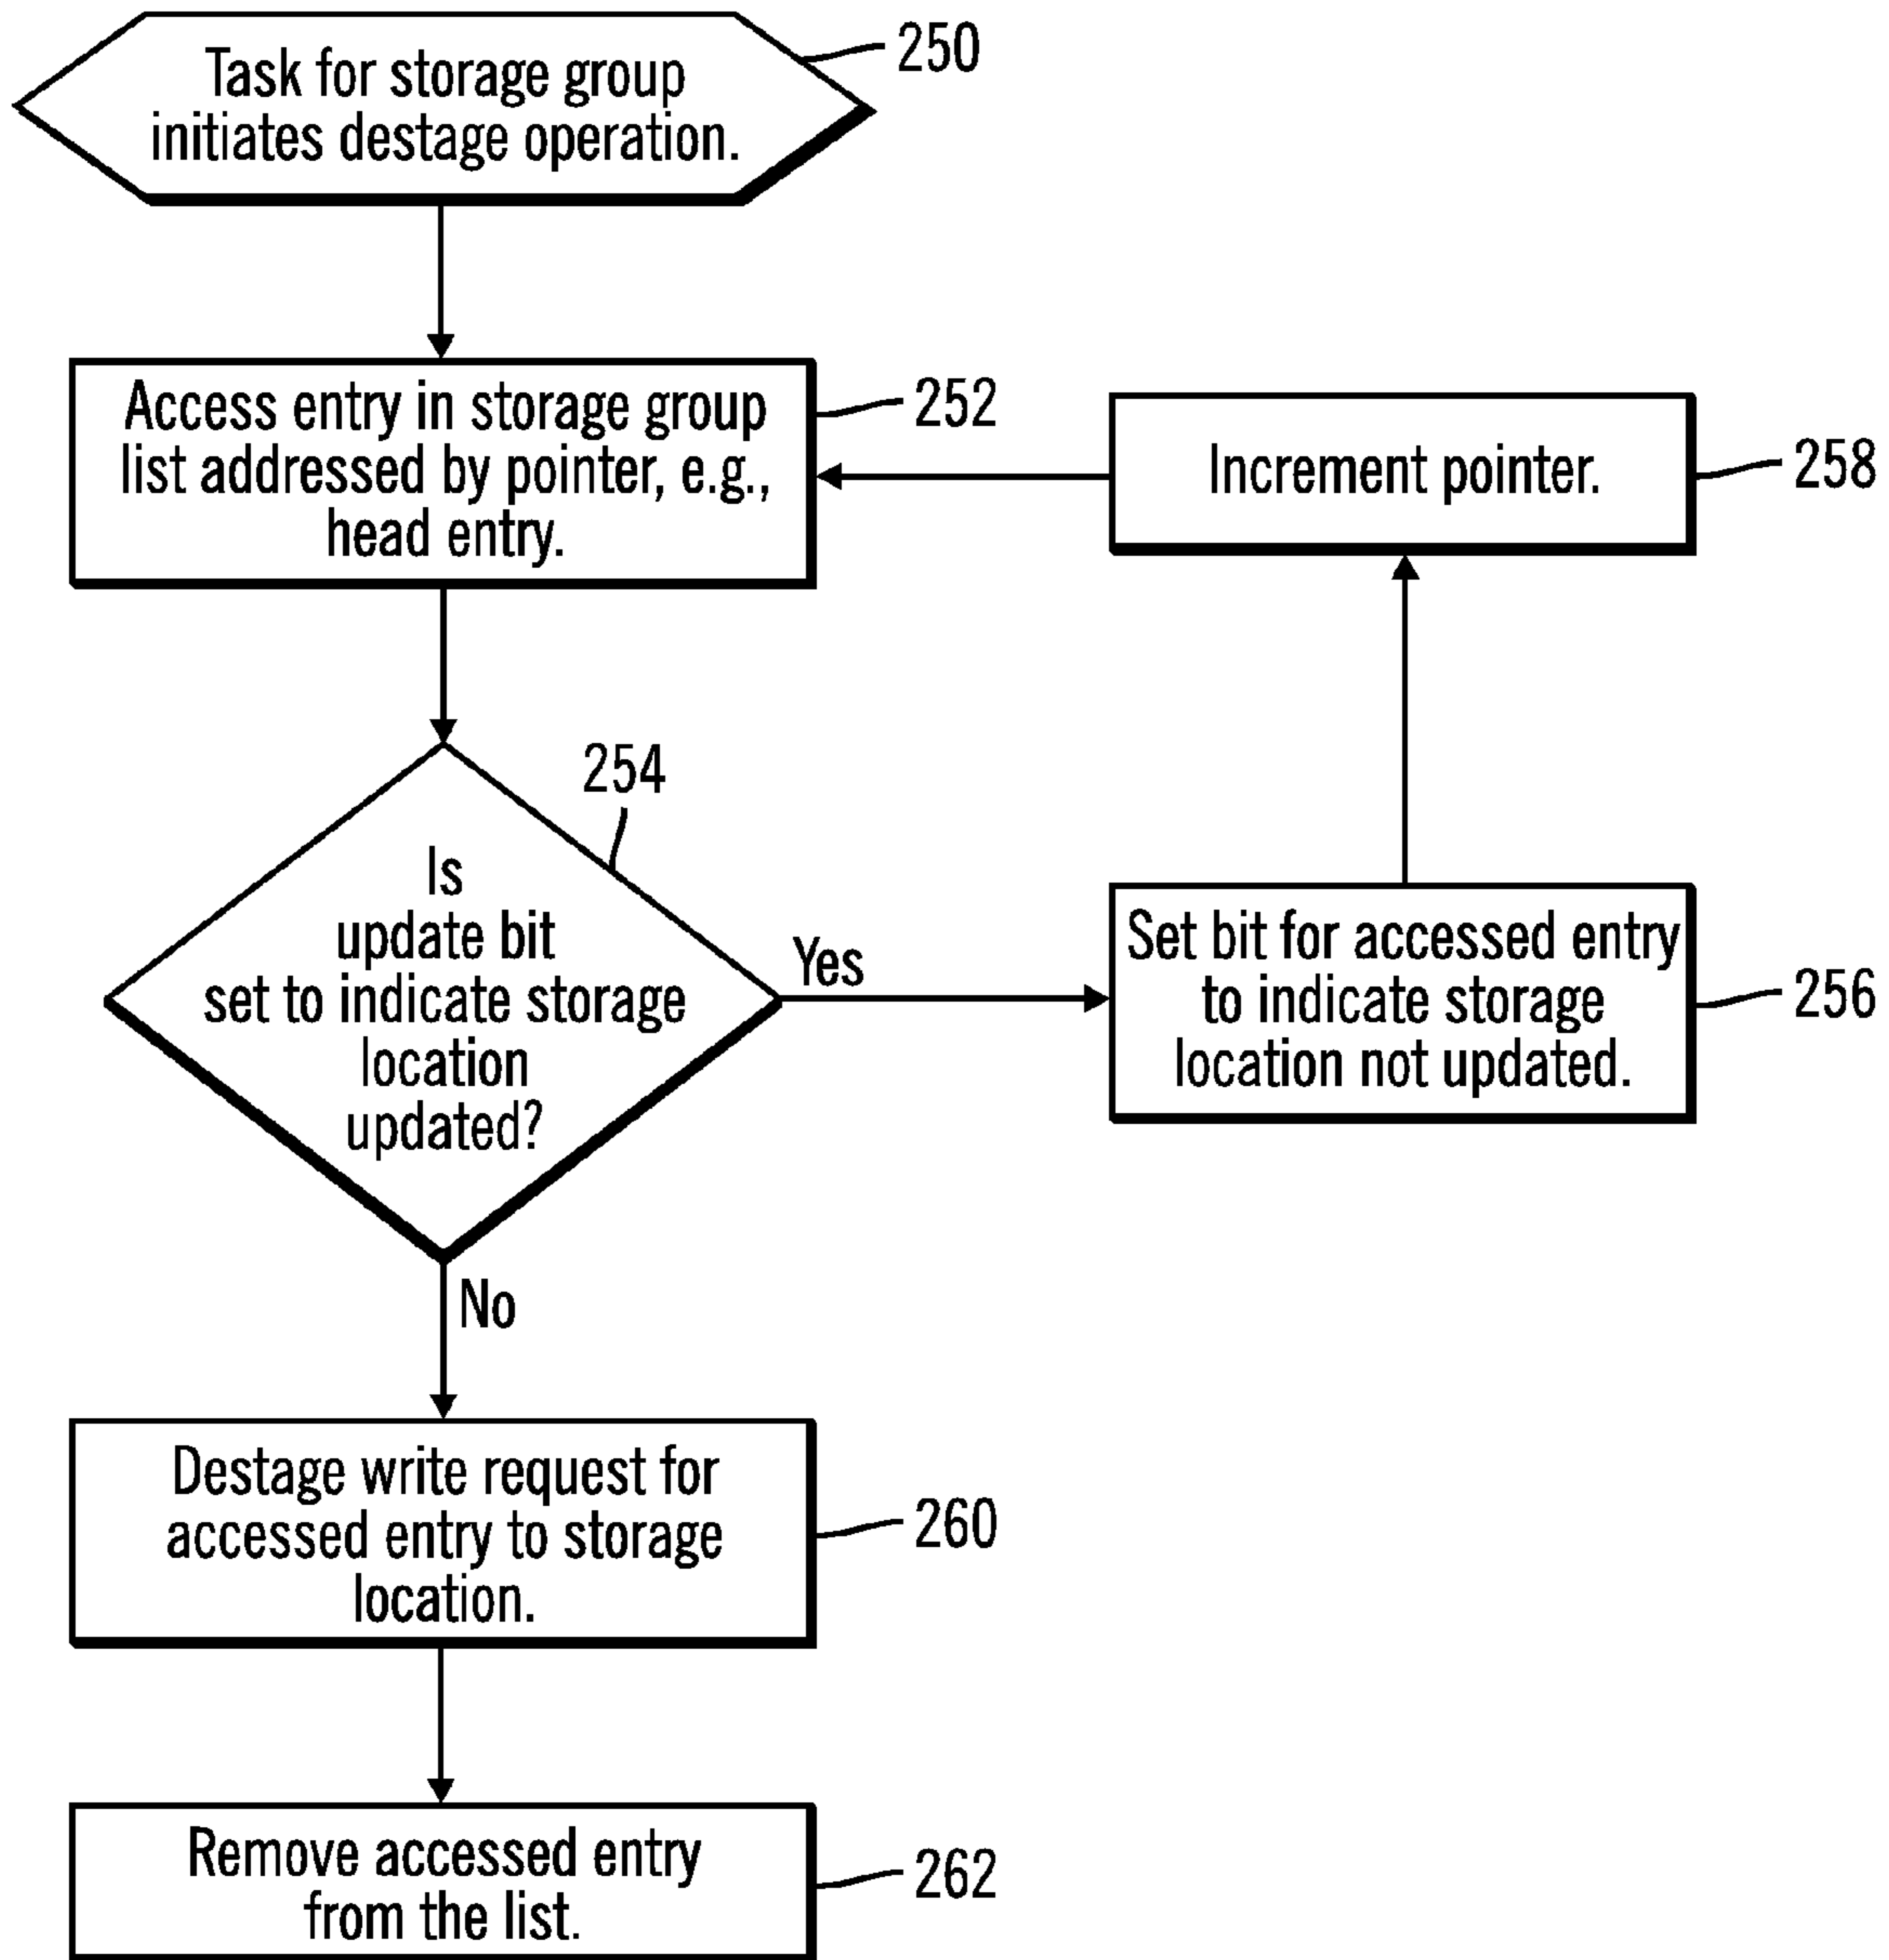 Task for storage group
initiates destage operation.
250
Access entry in storage group
list addressed by pointer, e.g.,
head entry.
252
Increment pointer.
258
254
Is
update bit
set to indicate storage
location
updated?
Yes
Set bit for accessed entry
to indicate storage
location not updated.
256
No
Destage write request for
accessed entry to storage
location.
260
Remove accessed entry
from the list.
262